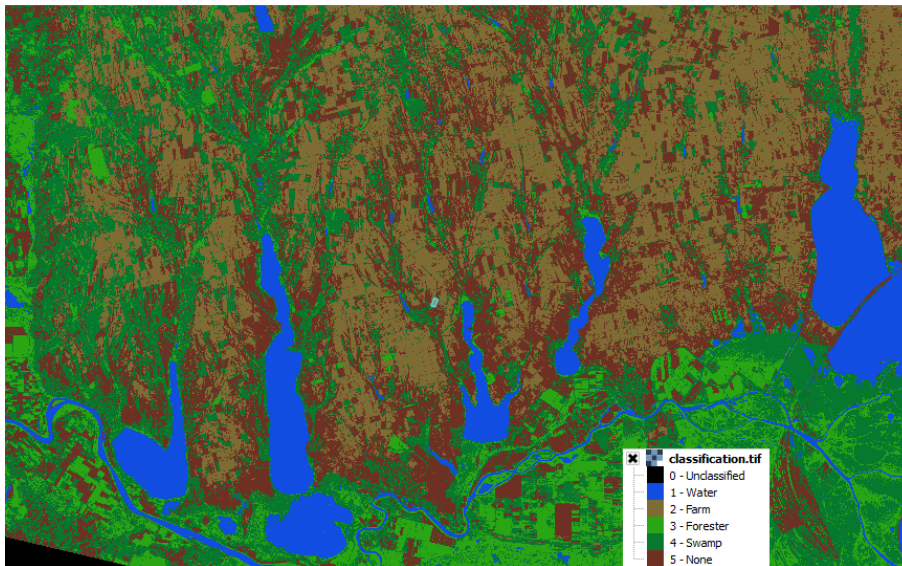 classification.tif
0 - Unclassified
1 - Water
2 - Farm
3 - Forester
4 - Swamp
5 - None